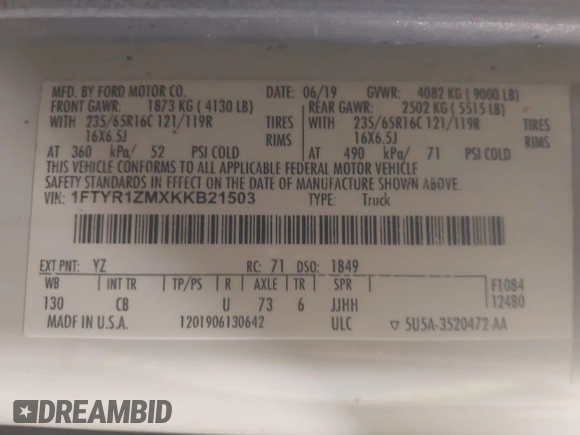 MFD. BY FORD MOTOR CO. DATE: 06/19 GVWR: 4082 KG ( 9000 LB)
FRONT GAWR: 1873 KG ( 4130 LB) REAR GAWR: 2502 KG ( 5515 LB)
WITH 235/65R16C 121/119R TIRES WITH 235/65R16C 121/119R TIRES
16X6.5J RIMS 16X6.5J RIMS
AT 360 kPa/ 52 PSI COLD AT 490 kPa/ 71 PSI COLD
THIS VEHICLE CONFORMS TO ALL APPLICABLE FEDERAL MOTOR VEHICLE
SAFETY STANDARDS IN EFFECT ON THE DATE OF MANUFACTURE SHOWN ABOVE
VIN: 1FTYR1ZMXKKB21503 TYPE: Truck
EXT PNT: YZ RC: 71 DSO: 1849
WB INT TR TP/PS R AXLE TR SPR F1084
130 CB U 73 6 JJHH 12480
MADE IN U.S.A. 1201906130642 ULC ▽ 5U5A-3520472-AA
DREAMBID